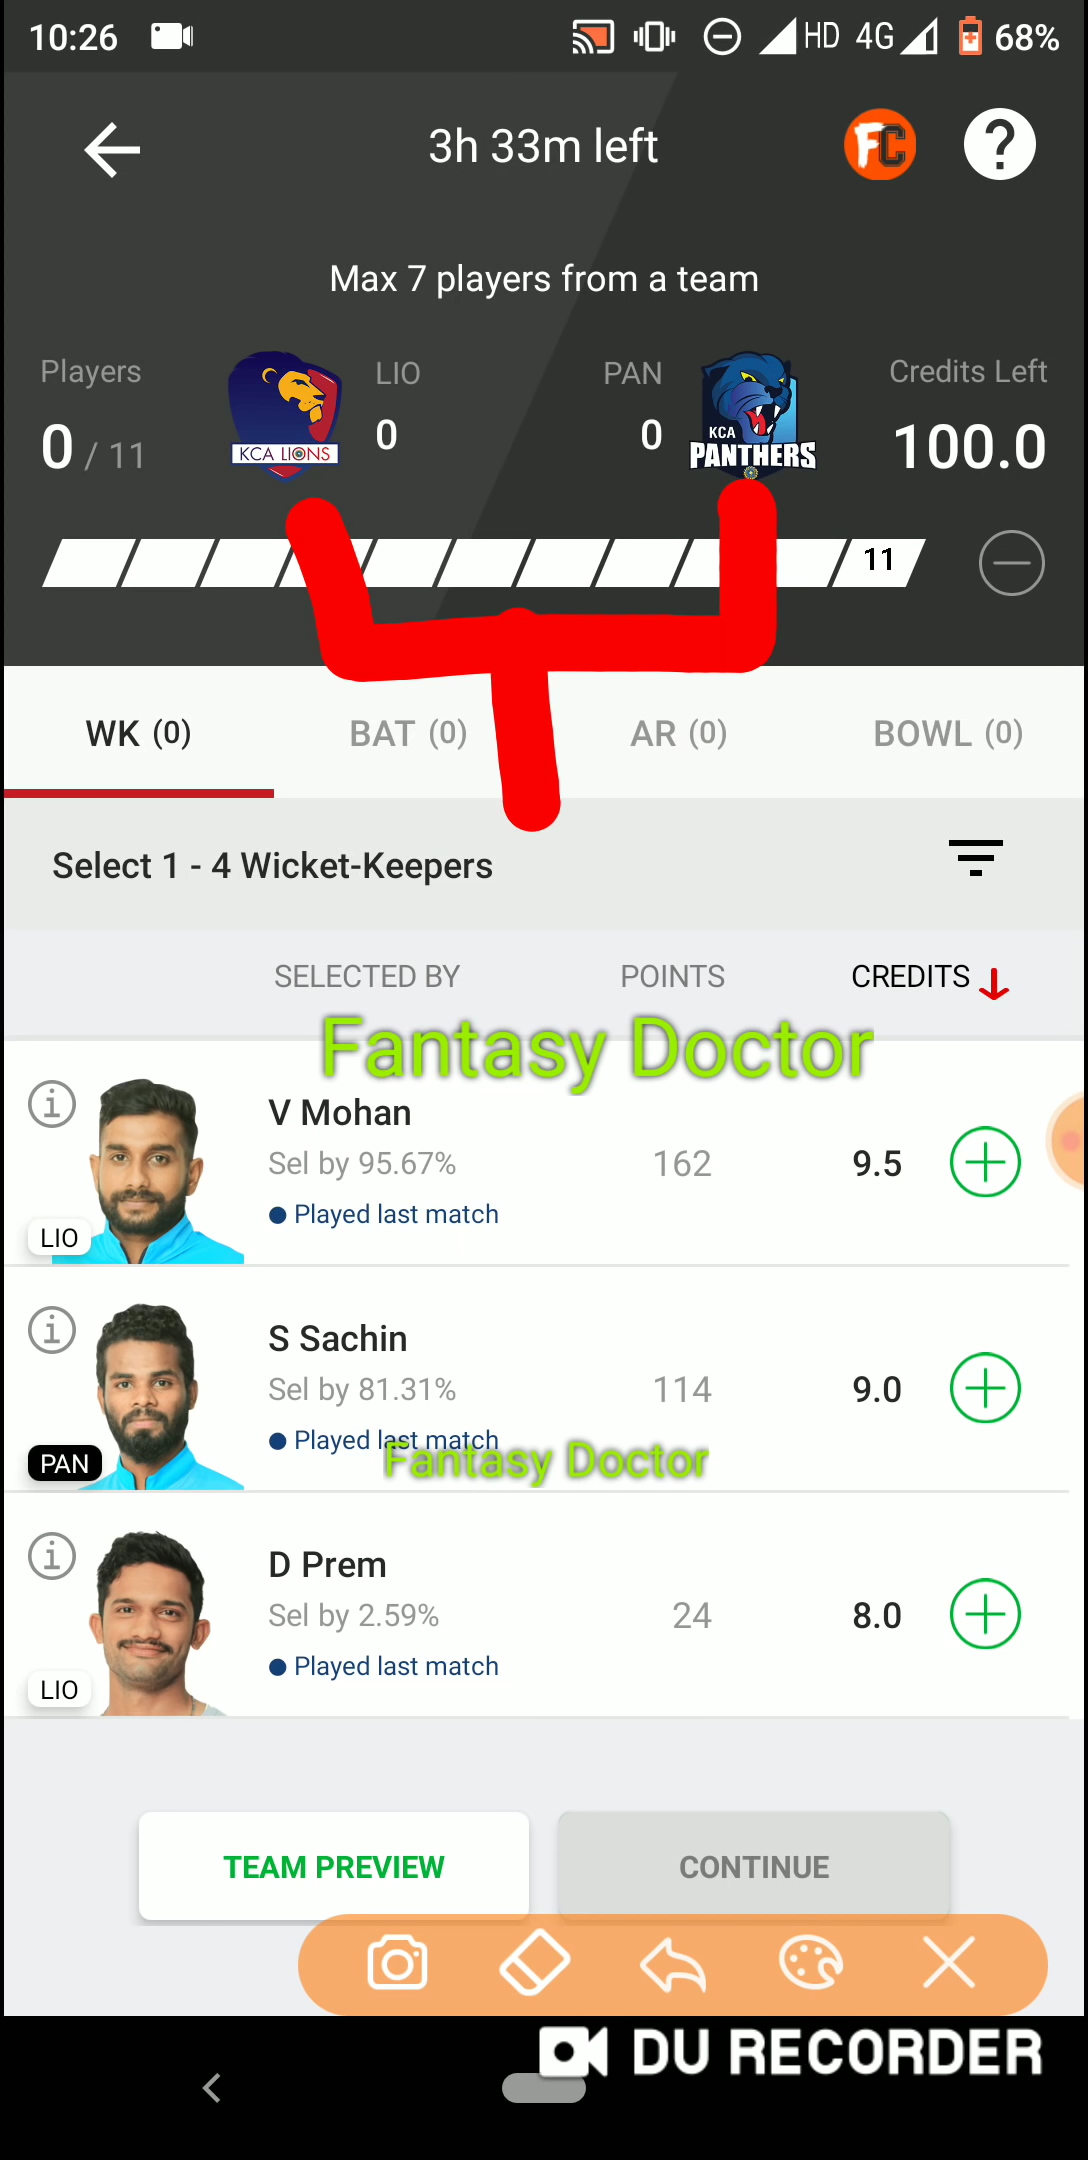 10:26 HD 4G 68%
3h 33m left FC ?
Max 7 players from a team
Players LIO PAN Credits Left
0 / 11 KCA LIONS 0 0 KCA PANTHERS 100.0
11
WK (0) BAT (0) AR (0) BOWL (0)
Select 1 - 4 Wicket-Keepers
SELECTED BY POINTS CREDITS
Fantasy Doctor
V Mohan
Sel by 95.67% 162 9.5
Played last match
LIO
S Sachin
Sel by 81.31% 114 9.0
Played last match
PAN
Fantasy Doctor
D Prem
Sel by 2.59% 24 8.0
Played last match
LIO
TEAM PREVIEW CONTINUE
DU RECORDER